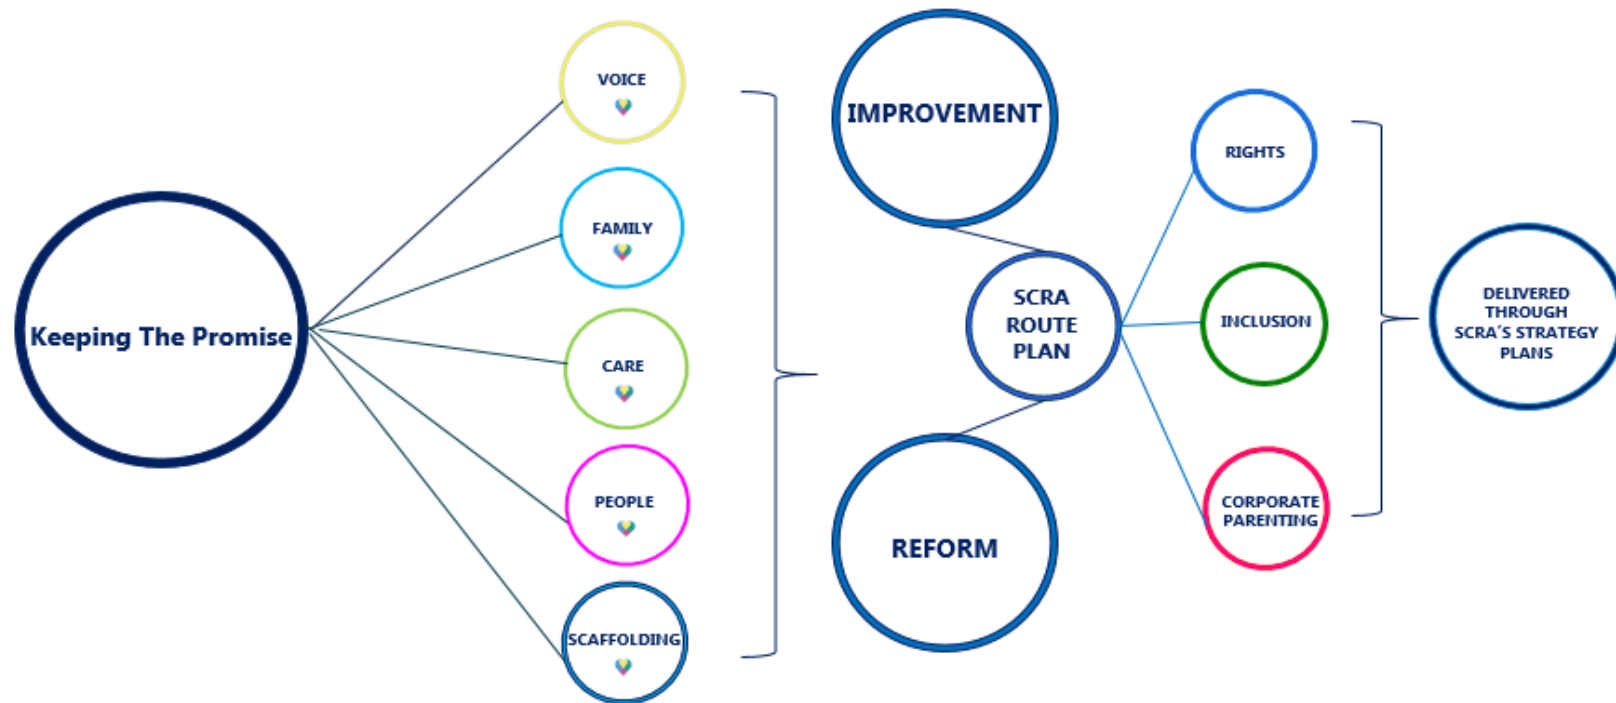 Keeping The Promise
VOICE
FAMILY
CARE
PEOPLE
SCAFFOLDING
IMPROVEMENT
SCRA
ROUTE
PLAN
REFORM
RIGHTS
INCLUSION
CORPORATE
PARENTING
DELIVERED
THROUGH
SCRA'S STRATEGY
PLANS